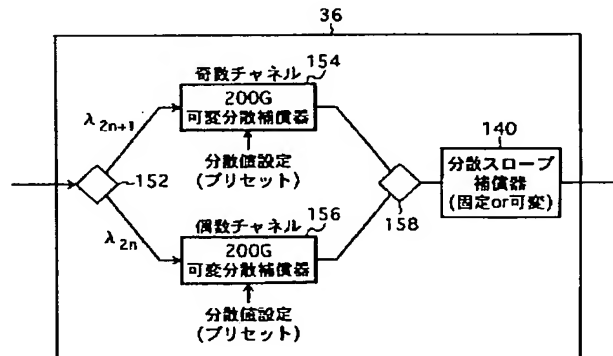 36
奇数チャネル
154
200G
可変分散補償器
λ2n+1
分散値設定
(プリセット)
152
140
分散スロープ
補償器
(固定or可変)
158
λ2n
偶数チャネル
156
200G
可変分散補償器
分散値設定
(プリセット)